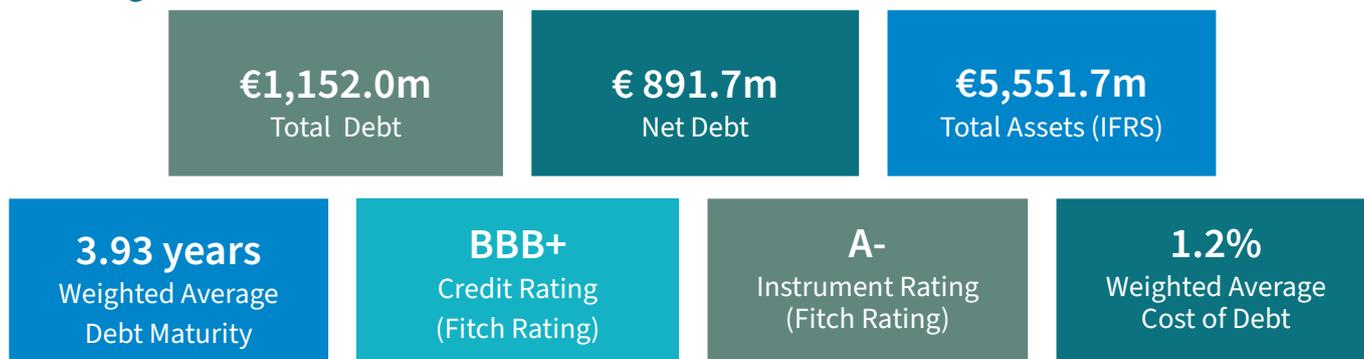 €1,152.0m
Total Debt
€ 891.7m
Net Debt
€5,551.7m
Total Assets (IFRS)
3.93 years
Weighted Average
Debt Maturity
BBB+
Credit Rating
(Fitch Rating)
A-
Instrument Rating
(Fitch Rating)
1.2%
Weighted Average
Cost of Debt